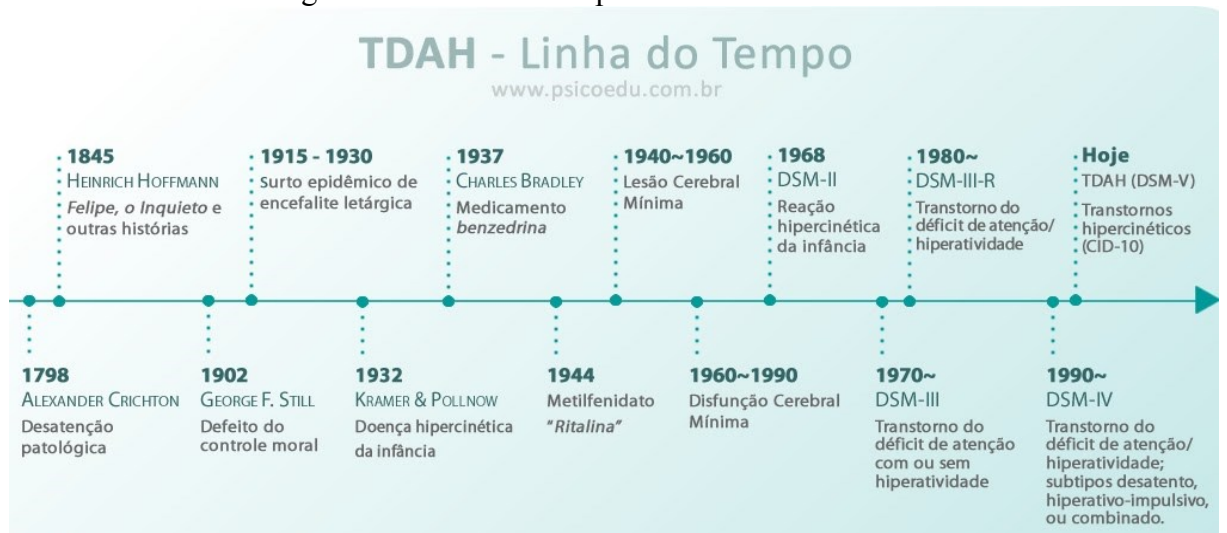 TDAH - Linha do Tempo
www.psicoedu.com.br
1845
HEINRICH HOFFMANN
Felipe, o Inquieto e
outras histórias
1915 - 1930
Surto epidêmico de
encefalite letárgica
1937
CHARLES BRADLEY
Medicamento
benzedrina
1940~1960
Lesão Cerebral
Mínima
1968
DSM-II
Reação
hipercinética
da infância
1980~
DSM-III-R
Transtorno do
déficit de atenção/
hiperatividade
Hoje
TDAH (DSM-V)
Transtornos
hipercinéticos
(CID-10)
1798
ALEXANDER CRICHTON
Desatenção
patológica
1902
GEORGE F. STILL
Defeito do
controle moral
1932
KRAMER & POLLNOW
Doença hipercinética
da infância
1944
Metilfenidato
"Ritalina"
1960~1990
Disfunção Cerebral
Mínima
1970~
DSM-III
Transtorno do
déficit de atenção
com ou sem
hiperatividade
1990~
DSM-IV
Transtorno do
déficit de atenção/
hiperatividade;
subtipos desatento,
hiperativo-impulsivo,
ou combinado.